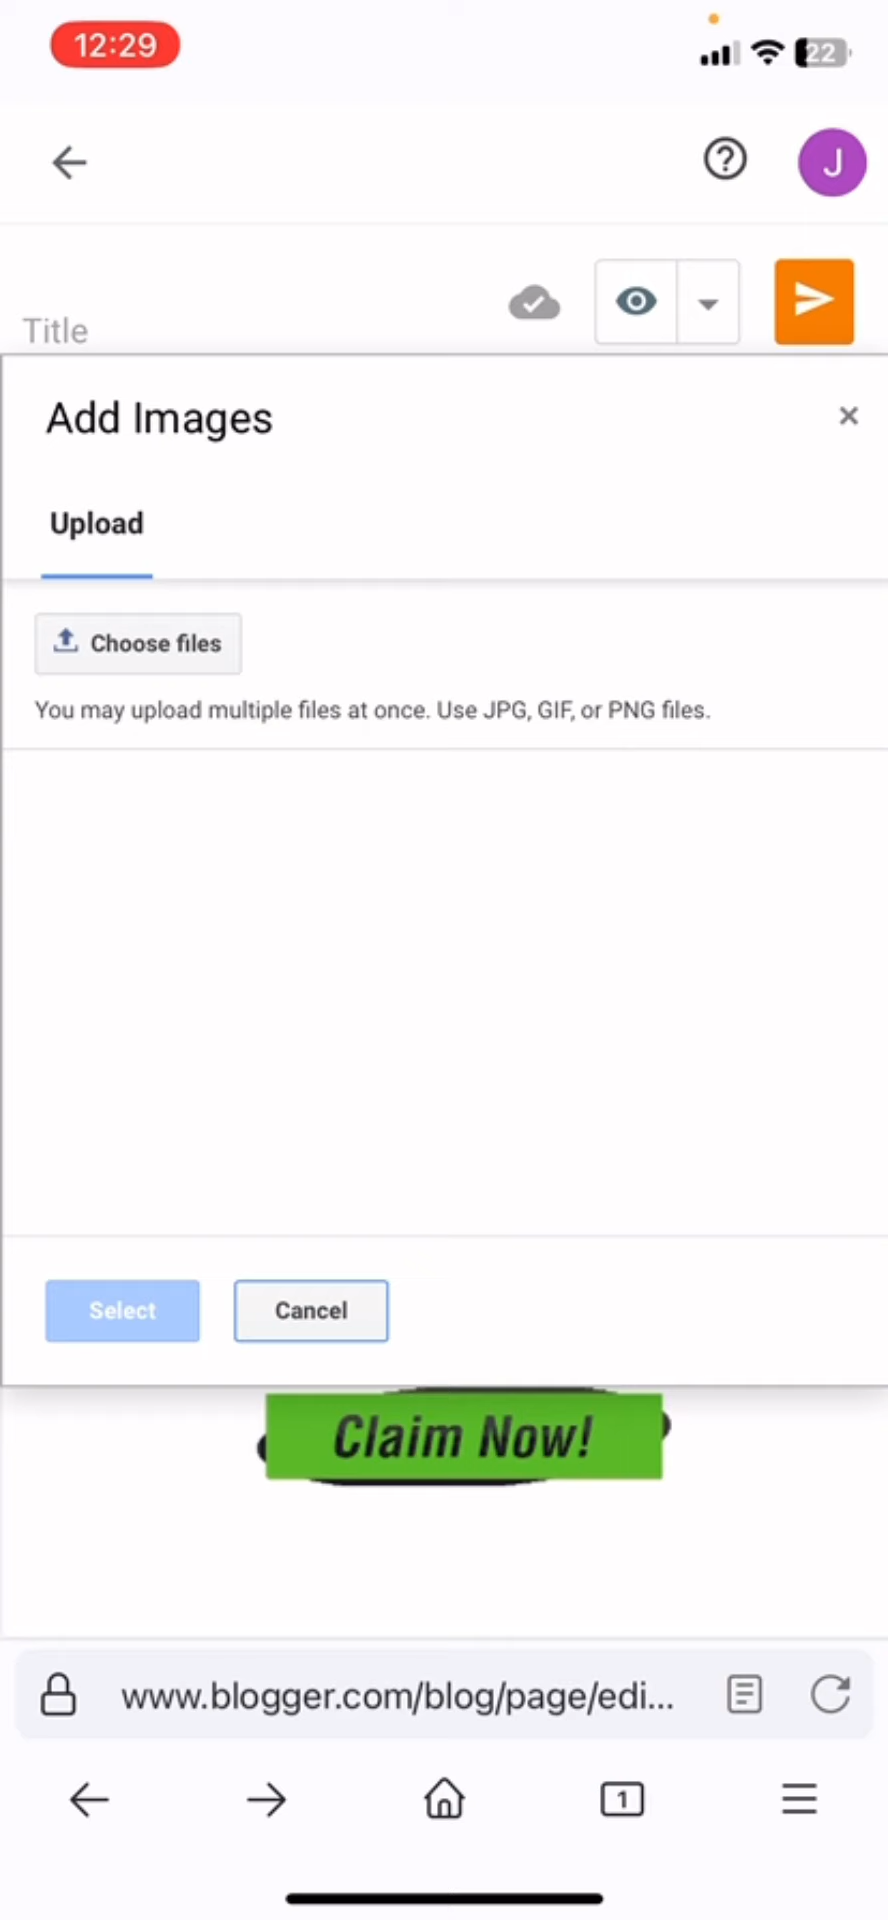 12:29
22
J
Title
Add Images
Upload
Choose files
You may upload multiple files at once. Use JPG, GIF, or PNG files.
Select
Cancel
Claim Now!
www.blogger.com/blog/page/edi...
1